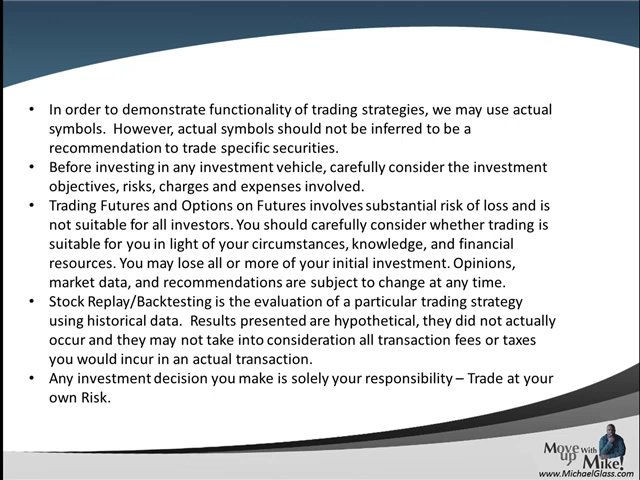 • In order to demonstrate functionality of trading strategies, we may use actual
symbols.  However, actual symbols should not be inferred to be a
recommendation to trade specific securities.
• Before investing in any investment vehicle, carefully consider the investment
objectives, risks, charges and expenses involved.
• Trading Futures and Options on Futures involves substantial risk of loss and is
not suitable for all investors. You should carefully consider whether trading is
suitable for you in light of your circumstances, knowledge, and financial
resources. You may lose all or more of your initial investment. Opinions,
market data, and recommendations are subject to change at any time.
• Stock Replay/Backtesting is the evaluation of a particular trading strategy
using historical data.  Results presented are hypothetical, they did not actually
occur and they may not take into consideration all transaction fees or taxes
you would incur in an actual transaction.
• Any investment decision you make is solely your responsibility – Trade at your
own Risk.
Move up With Mike!
www.MichaelGlass.com